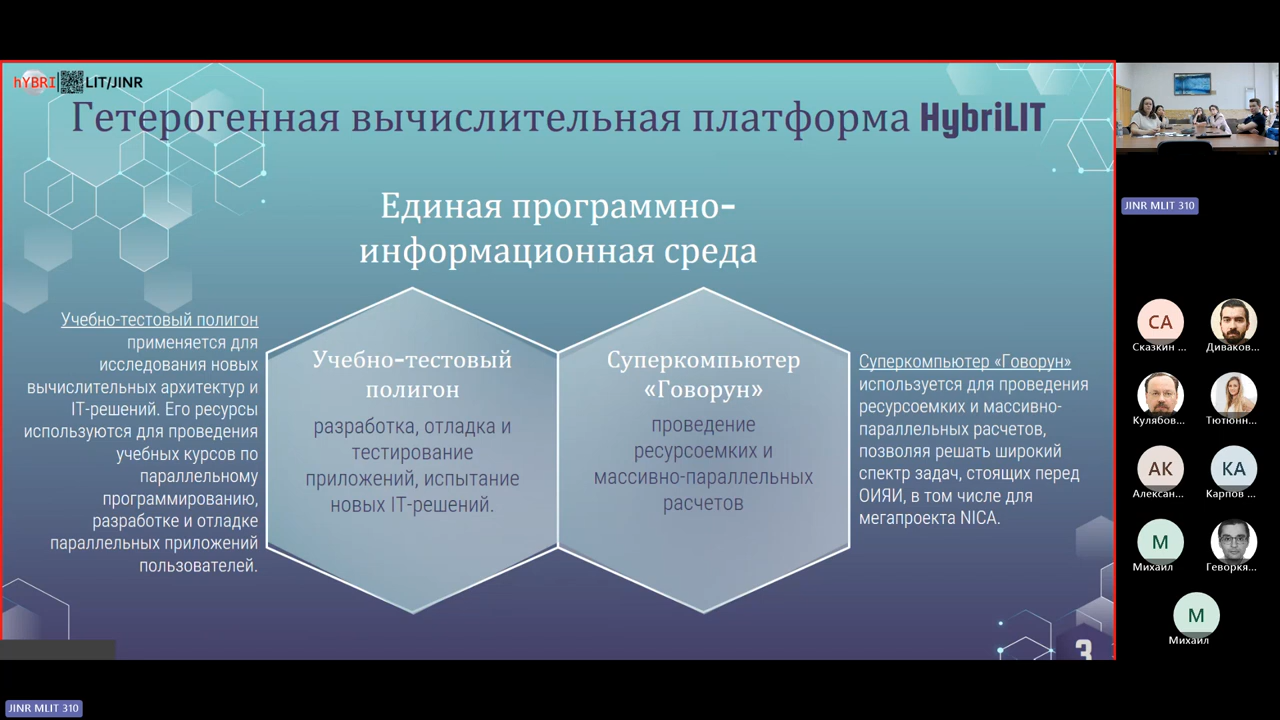 hYBRI LIT/JINR
Гетерогенная вычислительная платформа HybriLIT
Единая программно-
информационная среда
Учебно-тестовый полигон
применяется для
исследования новых
вычислительных архитектур и
IT-решений. Его ресурсы
используются для проведения
учебных курсов по
параллельному
программированию,
разработке и отладке
параллельных приложений
пользователей.
Учебно-тестовый
полигон
разработка, отладка и
тестирование
приложений, испытание
новых IT-решений.
Суперкомпьютер
«Говорун»
проведение
ресурсоемких и
массивно-параллельных
расчетов
Суперкомпьютер «Говорун»
используется для проведения
ресурсоемких и массивно-
параллельных расчетов,
позволяя решать широкий
спектр задач, стоящих перед
ОИЯИ, в том числе для
мегапроекта NICA.
3
JINR MLIT 310
СА
Сказкин ...
Диваков...
Кулябов...
Тютюнн...
АК
КА
Алексан...
Карпов ...
М
Михаил
Геворкя...
М
Михаил
JINR MLIT 310